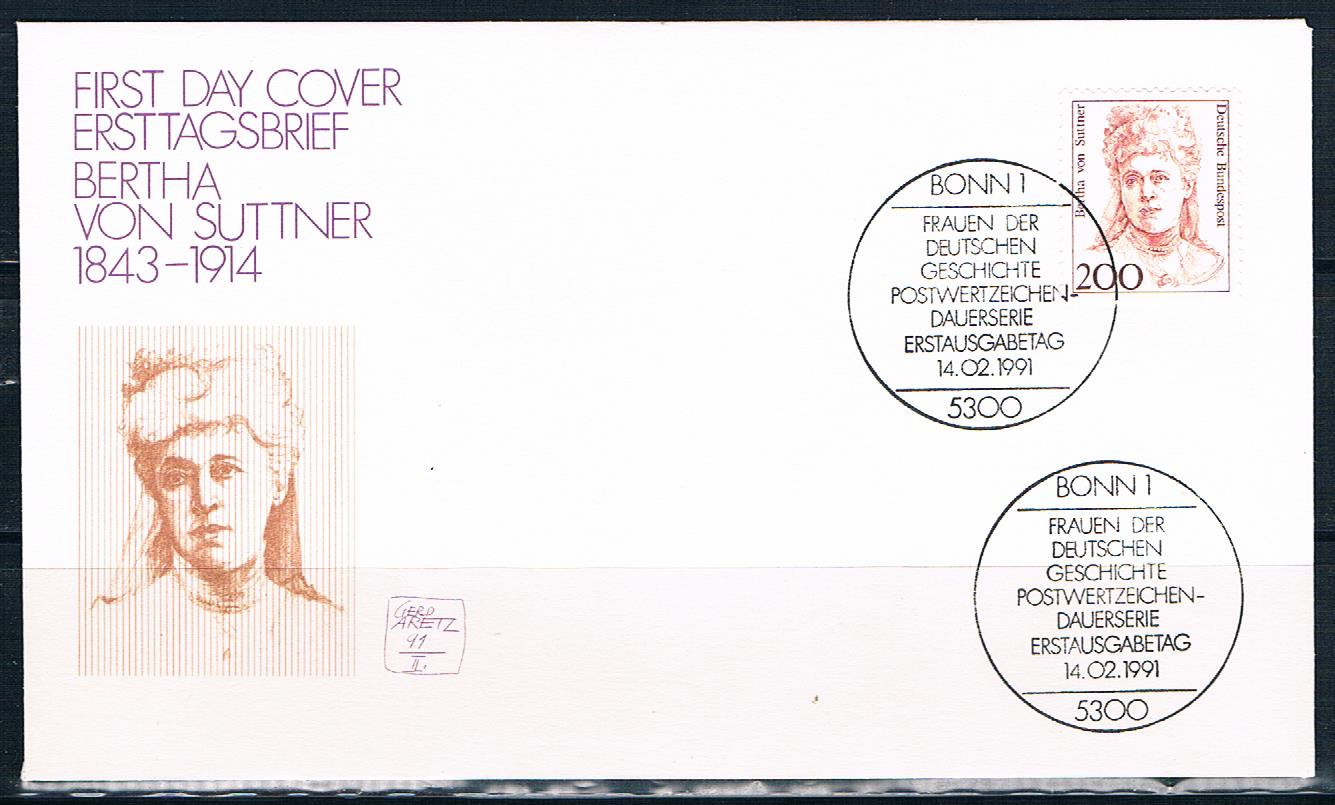 FIRST DAY COVER
ERSTTAGSBRIEF
BERTHA
VON SUTTNER
1843–1914
GERD
ARETZ
91
II.
Bertha von Suttner
Deutsche Bundespost
200
BONN 1
FRAUEN DER
DEUTSCHEN
GESCHICHTE
POSTWERTZEICHEN-
DAUERSERIE
ERSTAUSGABETAG
14.02.1991
5300
BONN 1
FRAUEN DER
DEUTSCHEN
GESCHICHTE
POSTWERTZEICHEN-
DAUERSERIE
ERSTAUSGABETAG
14.02.1991
5300